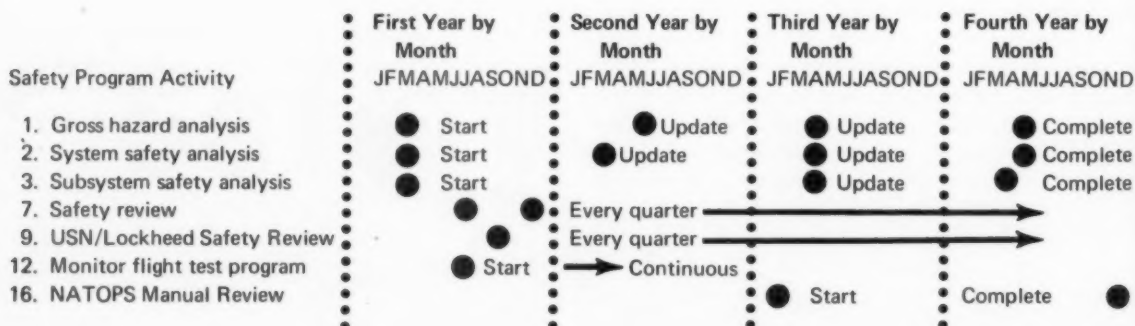 First Year by Second Year by Third Year by Fourth Year by
Month Month Month Month
Safety Program Activity JFMAMJJASOND JFMAMJJASOND JFMAMJJASOND JFMAMJJASOND
1. Gross hazard analysis Start Update Update Complete
2. System safety analysis Start Update Update Complete
3. Subsystem safety analysis Start Update Complete
7. Safety review Every quarter
9. USN/Lockheed Safety Review Every quarter
12. Monitor flight test program Start Continuous
16. NATOPS Manual Review Start Complete